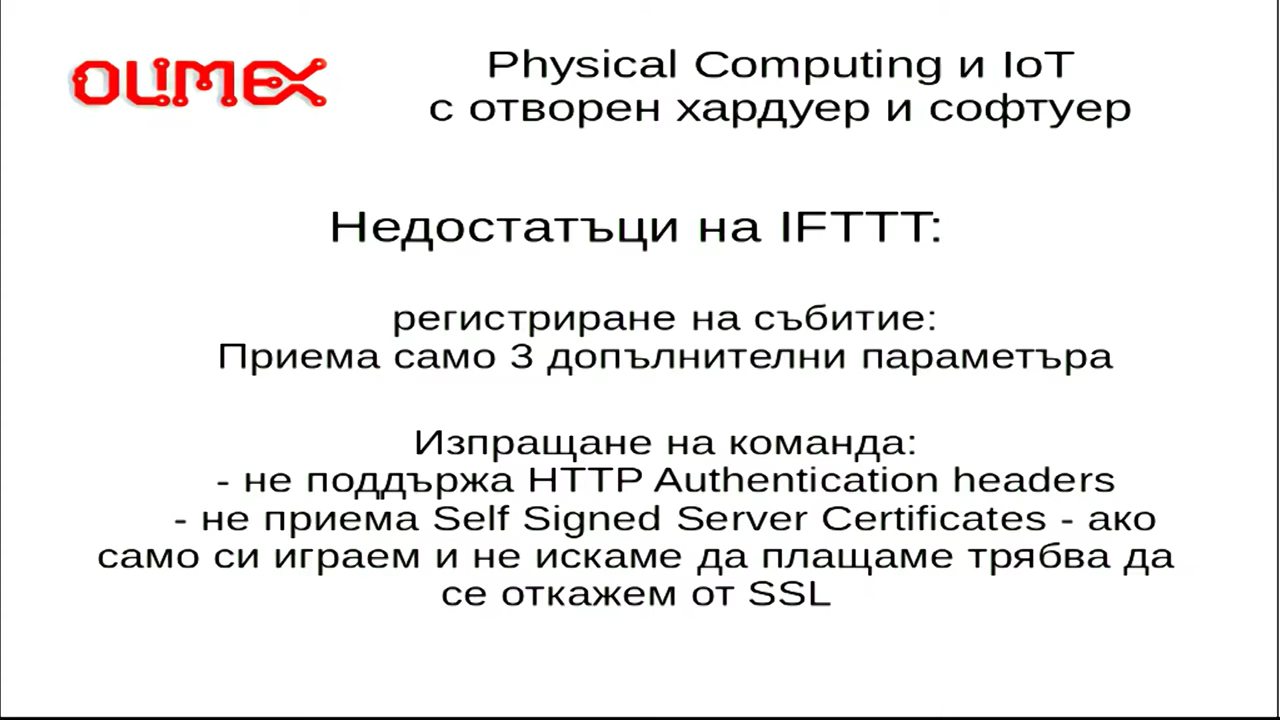 OLIMEX
Physical Computing и IoT
с отворен хардуер и софтуер
Недостатъци на IFTTT:
регистриране на събитие:
Приема само 3 допълнителни параметъра
Изпращане на команда:
- не поддържа HTTP Authentication headers
- не приема Self Signed Server Certificates - ако
само си играем и не искаме да плащаме трябва да
се откажем от SSL